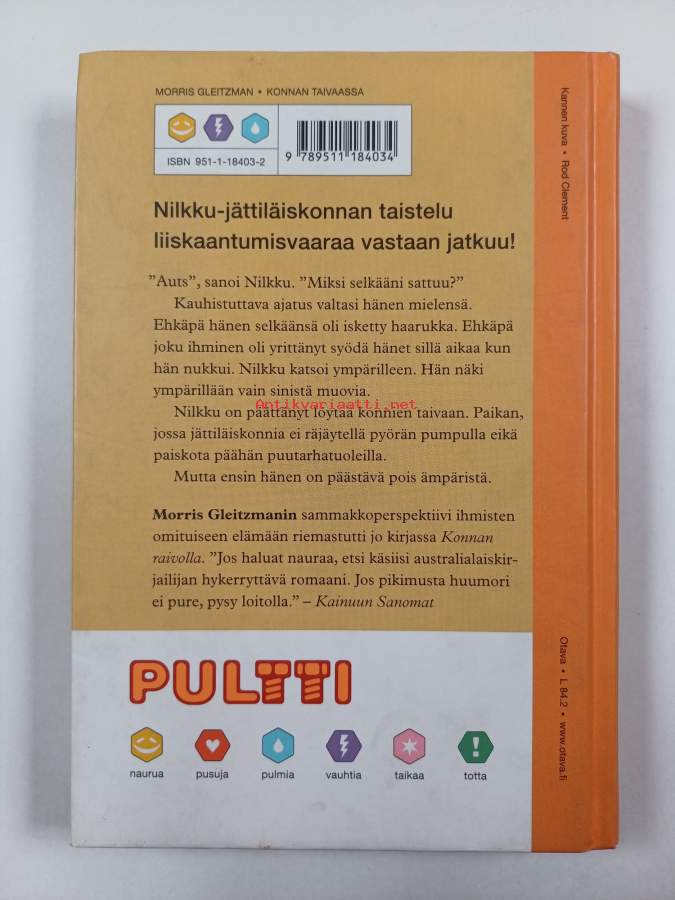 MORRIS GLEITZMAN • KONNAN TAIVAASSA
ISBN 951-1-18403-2
9 789511 184034
Nilkku-jättiläiskonnan taistelu
liiskaantumisvaaraa vastaan jatkuu!
”Auts”, sanoi Nilkku. ”Miksi selkääni sattuu?”
Kauhistuttava ajatus valtasi hänen mielensä.
Ehkäpä hänen selkäänsä oli isketty haarukka. Ehkäpä
joku ihminen oli yrittänyt syödä hänet sillä aikaa kun
hän nukkui. Nilkku katsoi ympärilleen. Hän näki
ympärillään vain sinistä muovia.
Antikvariaatti.net
Nilkku on päättänyt löytää konnien taivaan. Paikan,
jossa jättiläiskonnia ei räjäytellä pyörän pumpulla eikä
paiskota päähän puutarhatuoleilla.
Mutta ensin hänen on päästävä pois ämpäristä.
Morris Gleitzmanin sammakkoperspektiivi ihmisten
omituiseen elämään riemastutti jo kirjassa Konnan
raivolla. ”Jos haluat nauraa, etsi käsiisi australialaiskir-
jailijan hykerryttävä romaani. Jos pikimusta huumori
ei pure, pysy loitolla.” – Kainuun Sanomat
PULTTI
naurua pusuja pulmia vauhtia taikaa totta
Kannen kuva • Rod Clement
Otava • L 84.2 • www.otava.fi